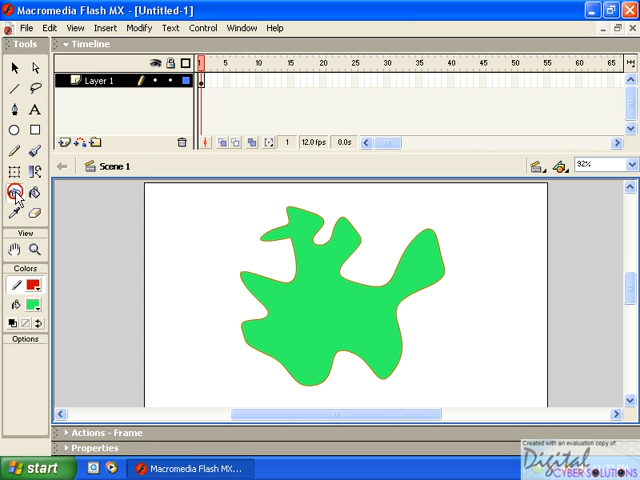 Macromedia Flash MX - [Untitled-1]
File Edit View Insert Modify Text Control Window Help
Tools
Timeline
1 5 10 15 20 25 30 35 40 45 50 55 60 65
Layer 1
1 12.0 fps 0.0s
Scene 1
92%
View
Colors
Options
Actions - Frame
Properties
Created with an evaluation copy of
Digital
CYBER SOLUTIONS
start
Macromedia Flash MX...